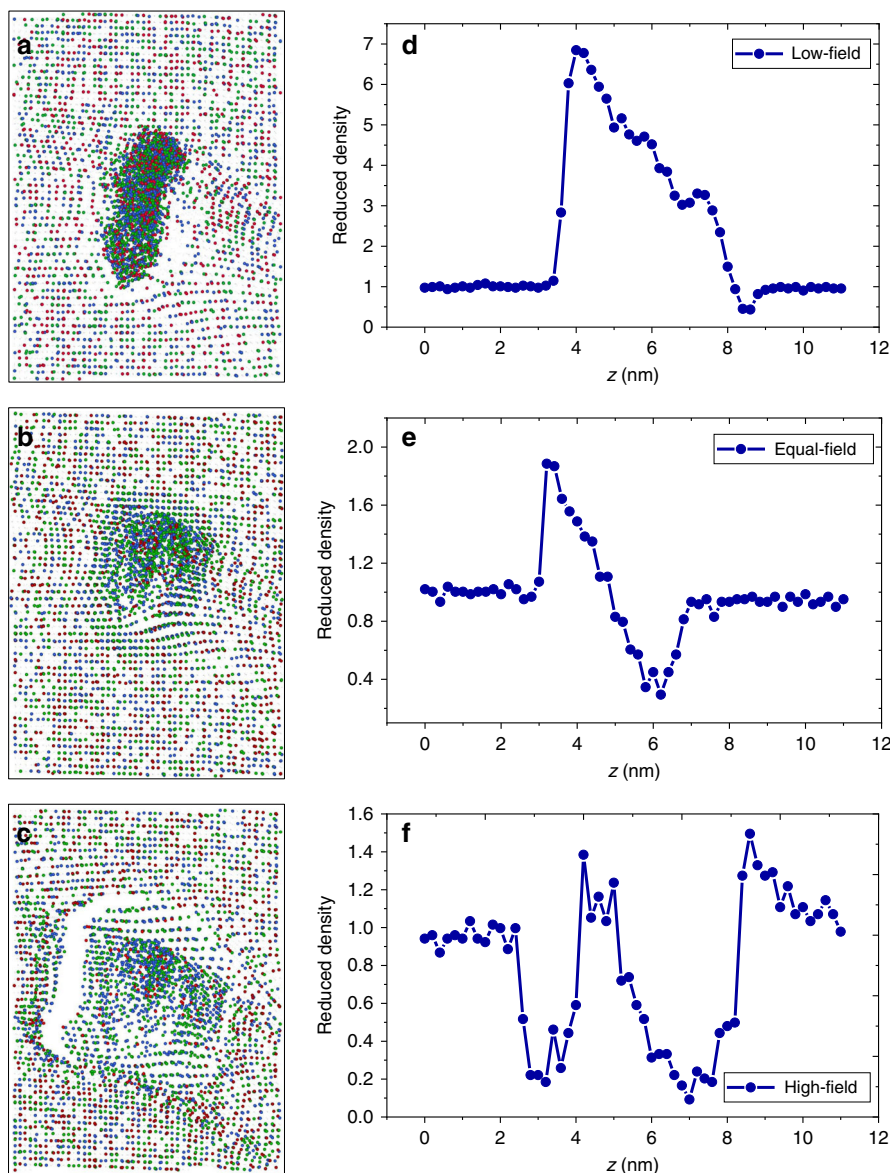 a
d
Low-field
7
6
5
4
3
2
1
0
Reduced density
0 2 4 6 8 10 12
z (nm)
b
e
Equal-field
2.0
1.6
1.2
0.8
0.4
Reduced density
0 2 4 6 8 10 12
z (nm)
c
f
1.6
1.4
1.2
1.0
0.8
0.6
0.4
0.2
0.0
Reduced density
High-field
0 2 4 6 8 10 12
z (nm)